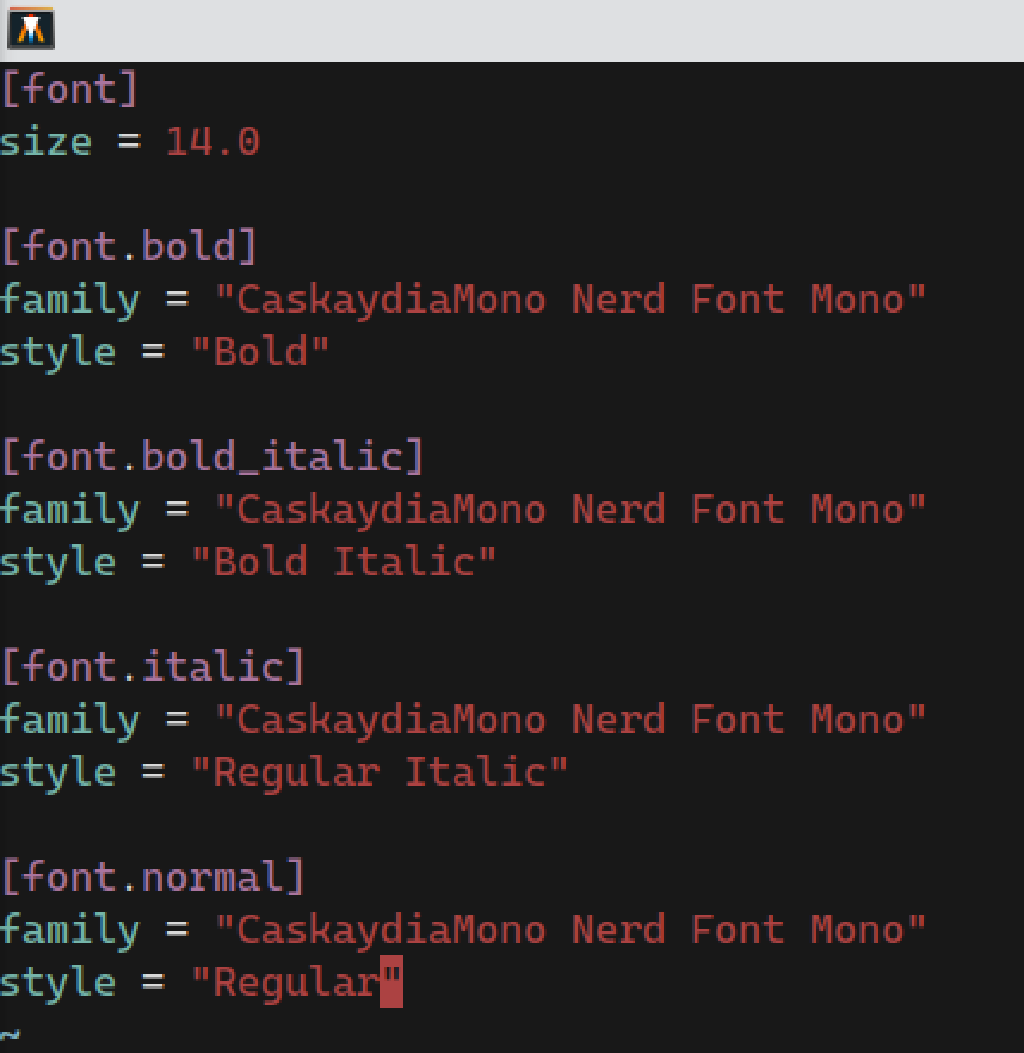 [font]
size = 14.0
[font.bold]
family = "CaskaydiaMono Nerd Font Mono"
style = "Bold"
[font.bold_italic]
family = "CaskaydiaMono Nerd Font Mono"
style = "Bold Italic"
[font.italic]
family = "CaskaydiaMono Nerd Font Mono"
style = "Regular Italic"
[font.normal]
family = "CaskaydiaMono Nerd Font Mono"
style = "Regular"
~